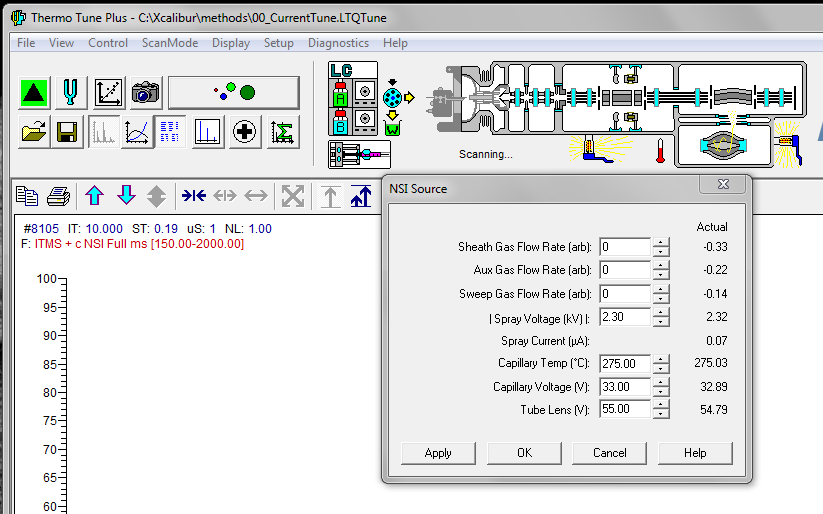 Thermo Tune Plus - C:\Xcalibur\methods\00_CurrentTune.LTQTune
File View Control ScanMode Display Setup Diagnostics Help
LC
Scanning...
#8105 IT: 10.000 ST: 0.19 uS: 1 NL: 1.00
F: ITMS + c NSI Full ms [150.00-2000.00]
100
95
90
85
80
75
70
65
60
NSI Source
Actual
Sheath Gas Flow Rate (arb): 0 -0.33
Aux Gas Flow Rate (arb): 0 -0.22
Sweep Gas Flow Rate (arb): 0 -0.14
| Spray Voltage (kV) |: 2.30 2.32
Spray Current (µA): 0.07
Capillary Temp (°C): 275.00 275.03
Capillary Voltage (V): 33.00 32.89
Tube Lens (V): 55.00 54.79
Apply OK Cancel Help